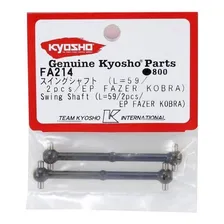 KYOSHO
Genuine Kyosho Parts
FA214 ●800
スイングシャフト (L=59/
2pcs/EP FAZER KOBRA)
Swing Shaft (L=59/2pcs/
EP FAZER KOBRA)
TEAM KYOSHO K INTERNATIONAL